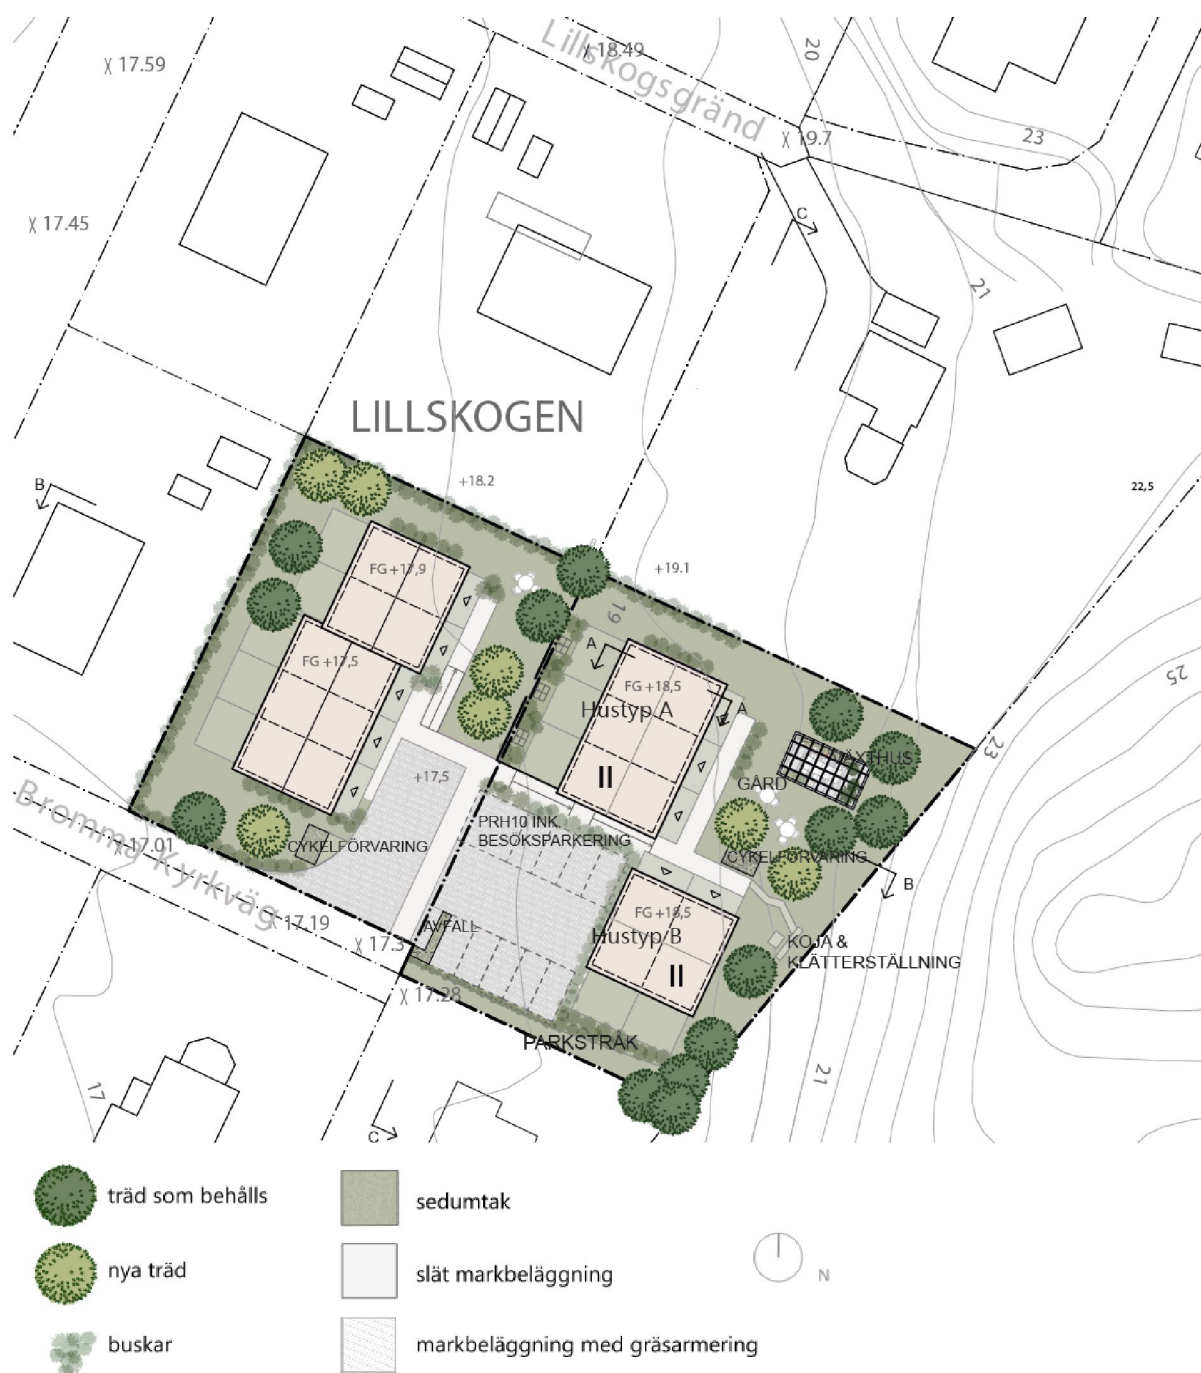 Lillskogsgränd
X 18.49
20
X 17.59
X 19.7
23
X 17.45
C
21
LILLSKOGEN
+18.2
B
22,5
FG +17,9
+19.1
19
A
FG +17,5
FG +18,5
Hustyp A
A
25
23
II
VÄXTHUS
GÅRD
+17,5
Bromma Kyrkväg
PRH10 INK.
BESÖKSPARKERING
17.01
CYKELFÖRVARING
CYKELFÖRVARING
B
X 17.19
FG +18,5
AVFALL
Hustyp B
X 17.3
KOJA &
KLÄTTERSTÄLLNING
II
X 17.28
PARKSTRÅK
21
17
C
träd som behålls
sedumtak
nya träd
slät markbeläggning
N
buskar
markbeläggning med gräsarmering